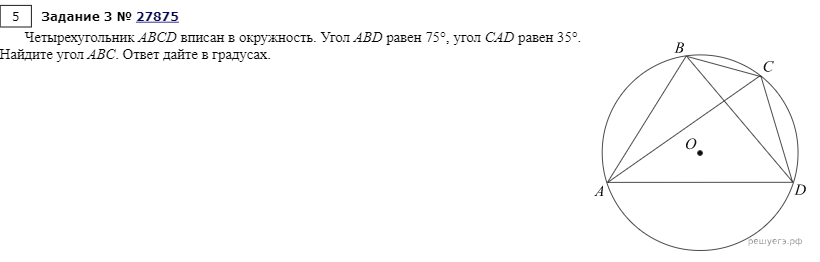 5 Задание 3 № 27875
Четырехугольник ABCD вписан в окружность. Угол ABD равен 75°, угол CAD равен 35°.
Найдите угол ABC. Ответ дайте в градусах.
B
C
O
A
D
решуегэ.рф